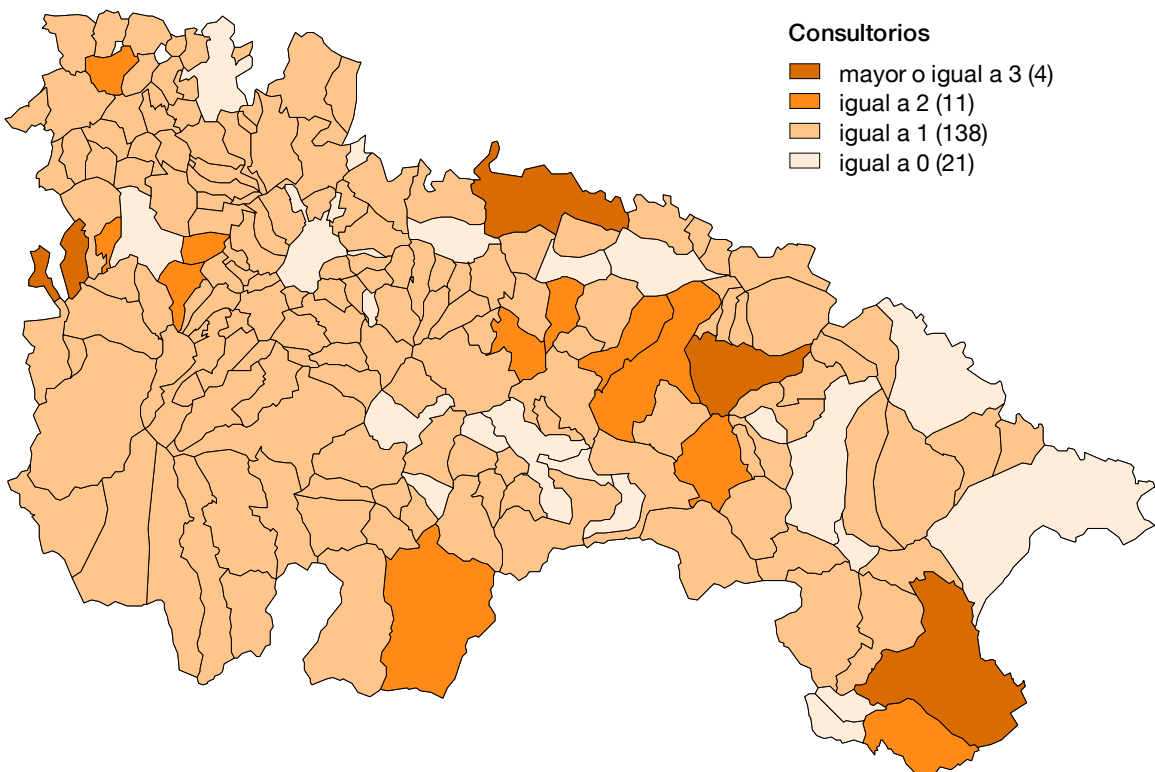 Consultorios
mayor o igual a 3 (4)
igual a 2 (11)
igual a 1 (138)
igual a 0 (21)